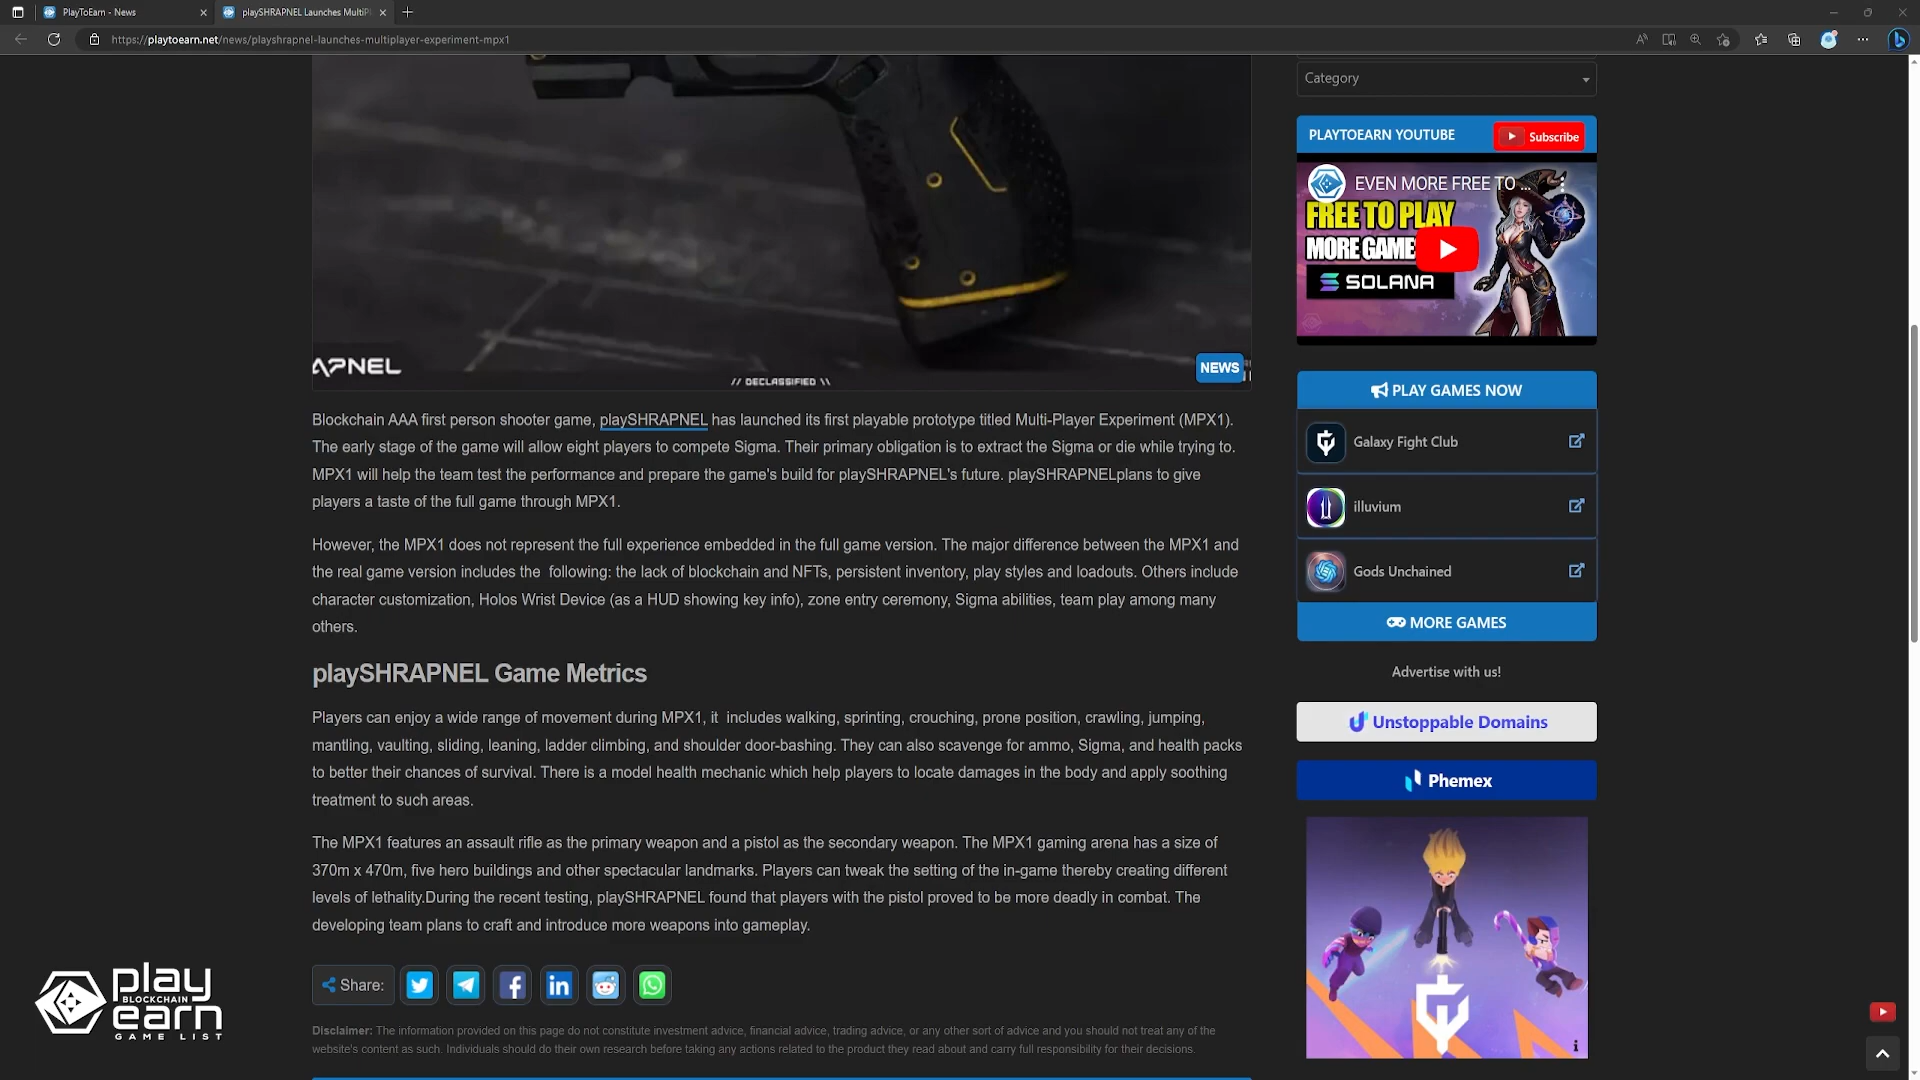 PlayToEarn - News
playSHRAPNEL Launches MultiPl
https://playtoearn.net/news/playshrapnel-launches-multiplayer-experiment-mpx1
Category
PLAYTOEARN YOUTUBE
Subscribe
EVEN MORE FREE TO ...
FREE TO PLAY
MORE GAME
SOLANA
APNEL
// DECLASSIFIED \\
NEWS
PLAY GAMES NOW
Galaxy Fight Club
illuvium
Gods Unchained
MORE GAMES
Advertise with us!
Unstoppable Domains
Phemex
Blockchain AAA first person shooter game, playSHRAPNEL has launched its first playable prototype titled Multi-Player Experiment (MPX1).
The early stage of the game will allow eight players to compete Sigma. Their primary obligation is to extract the Sigma or die while trying to.
MPX1 will help the team test the performance and prepare the game's build for playSHRAPNEL's future. playSHRAPNELplans to give
players a taste of the full game through MPX1.
However, the MPX1 does not represent the full experience embedded in the full game version. The major difference between the MPX1 and
the real game version includes the following: the lack of blockchain and NFTs, persistent inventory, play styles and loadouts. Others include
character customization, Holos Wrist Device (as a HUD showing key info), zone entry ceremony, Sigma abilities, team play among many
others.
playSHRAPNEL Game Metrics
Players can enjoy a wide range of movement during MPX1, it includes walking, sprinting, crouching, prone position, crawling, jumping,
mantling, vaulting, sliding, leaning, ladder climbing, and shoulder door-bashing. They can also scavenge for ammo, Sigma, and health packs
to better their chances of survival. There is a model health mechanic which help players to locate damages in the body and apply soothing
treatment to such areas.
The MPX1 features an assault rifle as the primary weapon and a pistol as the secondary weapon. The MPX1 gaming arena has a size of
370m x 470m, five hero buildings and other spectacular landmarks. Players can tweak the setting of the in-game thereby creating different
levels of lethality.During the recent testing, playSHRAPNEL found that players with the pistol proved to be more deadly in combat. The
developing team plans to craft and introduce more weapons into gameplay.
Share:
Disclaimer: The information provided on this page do not constitute investment advice, financial advice, trading advice, or any other sort of advice and you should not treat any of the
website's content as such. Individuals should do their own research before taking any actions related to the product they read about and carry full responsibility for their decisions.
play
BLOCKCHAIN
earn
GAME LIST